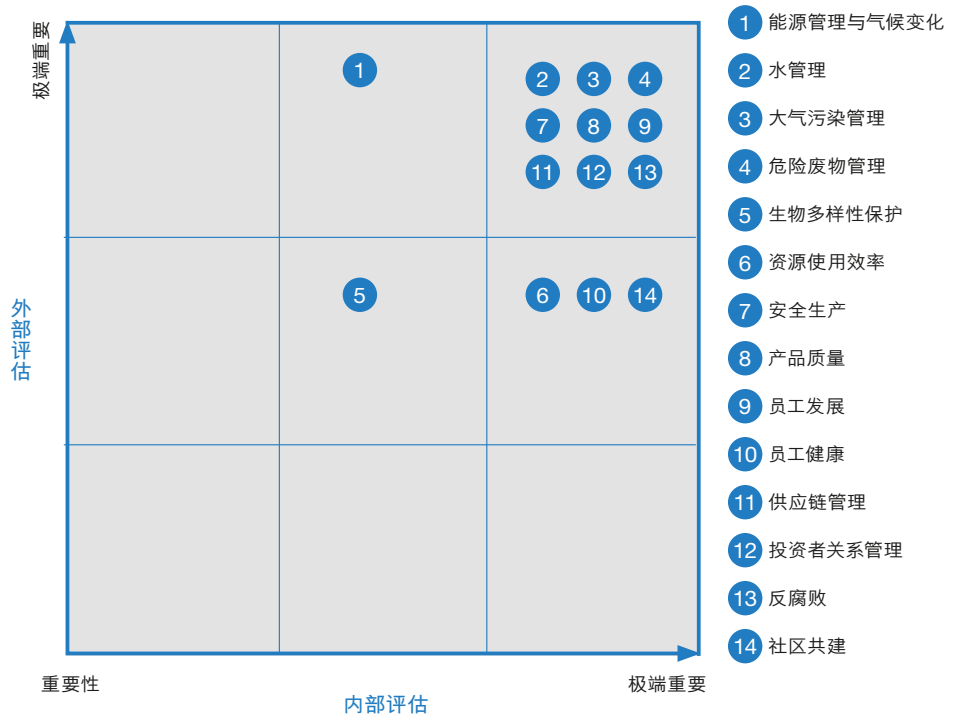 极端重要
外部评估
1
2 3 4
7 8 9
11 12 13
5
6 10 14
重要性
极端重要
内部评估
1 能源管理与气候变化
2 水管理
3 大气污染管理
4 危险废物管理
5 生物多样性保护
6 资源使用效率
7 安全生产
8 产品质量
9 员工发展
10 员工健康
11 供应链管理
12 投资者关系管理
13 反腐败
14 社区共建